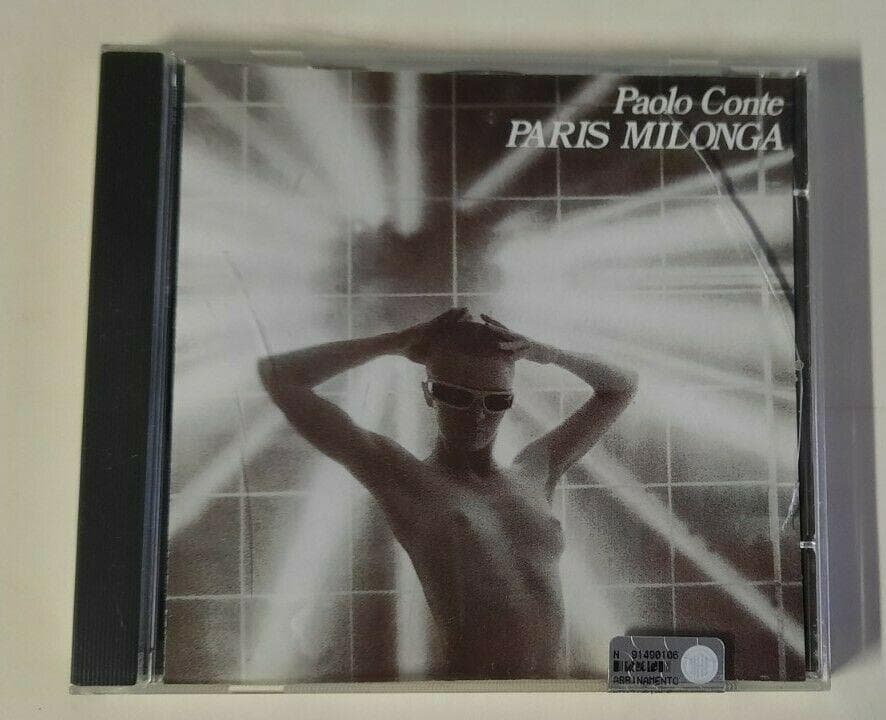 Paolo Conte
PARIS MILONGA
N 91490106
ABBINAMENTO